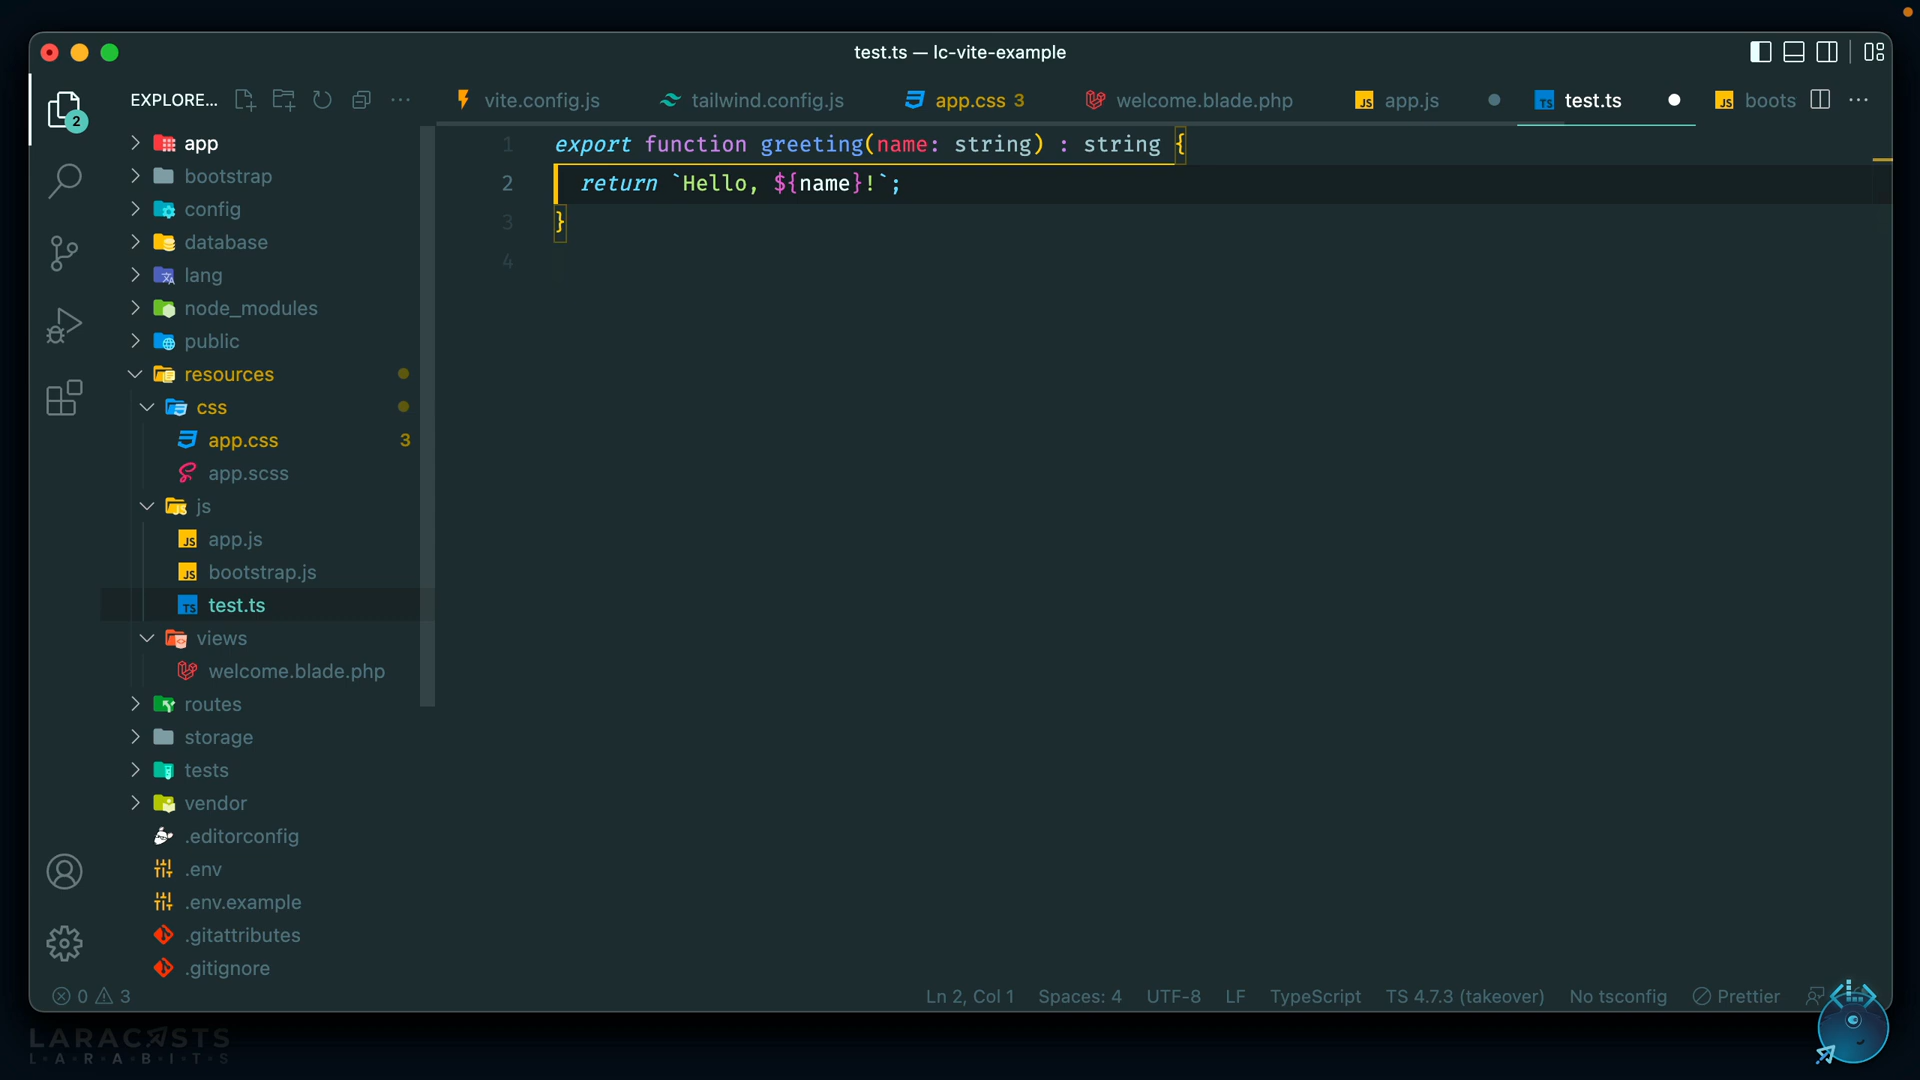 test.ts — lc-vite-example
EXPLORE...
vite.config.js
tailwind.config.js
app.css 3
welcome.blade.php
app.js
test.ts
boots
2
app
bootstrap
config
database
lang
node_modules
public
resources
css
app.css 3
app.scss
js
app.js
bootstrap.js
test.ts
views
welcome.blade.php
routes
storage
tests
vendor
.editorconfig
.env
.env.example
.gitattributes
.gitignore
1 export function greeting(name: string) : string {
2 return `Hello, ${name}!`;
3 }
4
0 3 Ln 2, Col 1 Spaces: 4 UTF-8 LF TypeScript TS 4.7.3 (takeover) No tsconfig Prettier
LARACASTS
L·A·R·A·B·I·T·S